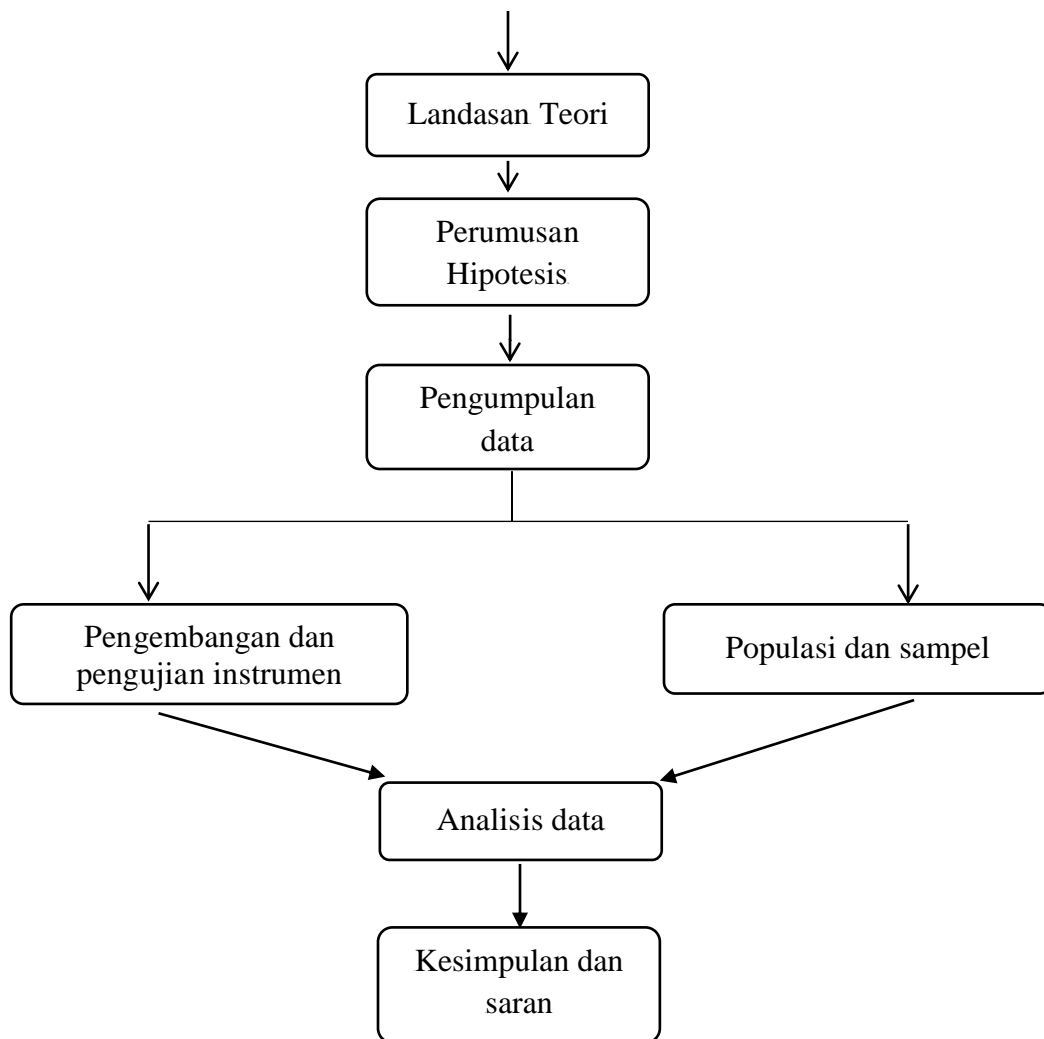 Landasan Teori
Perumusan
Hipotesis
Pengumpulan
data
Pengembangan dan
pengujian instrumen
Populasi dan sampel
Analisis data
Kesimpulan dan
saran